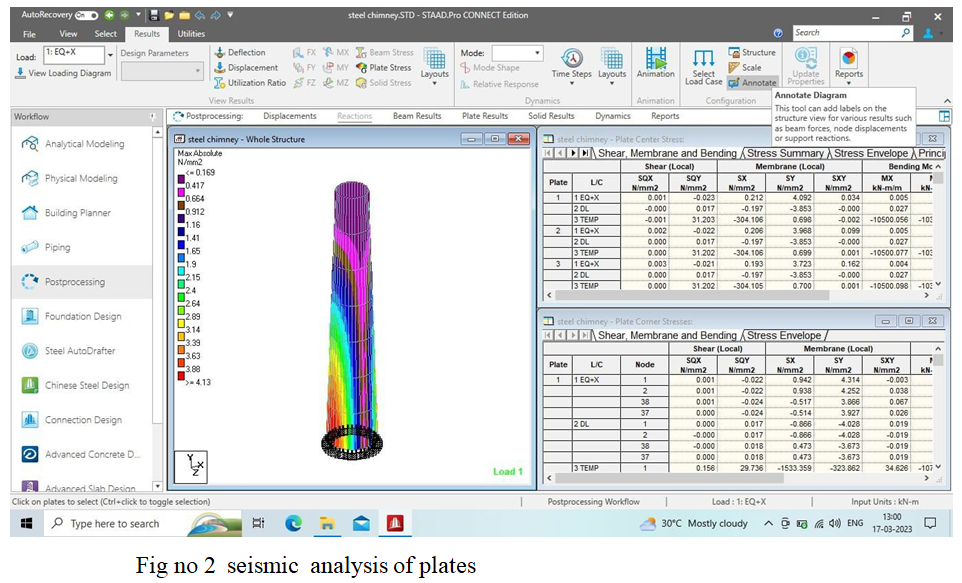 AutoRecovery On steel chimney.STD - STAAD.Pro CONNECT Edition
File Edit View Select Results Utilities Search
Load: 1: EQ+X
View Loading Diagram
Design Parameters
Deflection FX MX Beam Stress
Displacement FY MY Plate Stress
Utilization Ratio FZ MZ Solid Stress
Layouts
View Results
Mode:
Mode Shape
Relative Response
Time Steps Layouts
Dynamics
Animation
Animation
Select Load Case
Structure
Scale
Annotate
Configuration
Update Properties
Reports
Annotate Diagram
This tool can add labels on the
structure view for various results such
as beam forces, node displacements
or support reactions.
Workflow
Analytical Modeling
Physical Modeling
Building Planner
Piping
Postprocessing
Foundation Design
Steel AutoDrafter
Chinese Steel Design
Connection Design
Advanced Concrete D...
Advanced Slab Design
Postprocessing: Displacements Reactions Beam Results Plate Results Solid Results Dynamics Reports
steel chimney - Whole Structure
Max Absolute
N/mm2
<= 0.169
0.417
0.664
0.912
1.16
1.41
1.65
1.9
2.15
2.4
2.64
2.89
3.14
3.39
3.63
3.88
>= 4.13
Y
X
Z
Load 1
steel chimney - Plate Center Stress:
Shear, Membrane and Bending Stress Summary Stress Envelope Princip
Shear (Local) Membrane (Local) Bending Mc
Plate L/C SQX N/mm2 SQY N/mm2 SX N/mm2 SY N/mm2 SXY N/mm2 MX kN-m/m kN-
1 1 EQ+X 0.001 -0.023 0.212 4.092 0.034 0.005
2 DL -0.000 0.017 -0.197 -3.853 -0.000 0.027
3 TEMP -0.001 31.203 -304.106 0.698 -0.002 -10500.056 -103
2 1 EQ+X 0.002 -0.022 0.206 3.968 0.099 0.005
2 DL 0.000 0.017 -0.197 -3.853 -0.000 0.027
3 TEMP 0.000 31.202 -304.106 0.699 0.001 -10500.077 -103
3 1 EQ+X 0.003 -0.021 0.193 3.723 0.162 0.004
2 DL 0.000 0.017 -0.197 -3.853 -0.000 0.027
3 TEMP 0.000 31.202 -304.105 0.700 0.001 -10500.098 -103
steel chimney - Plate Corner Stresses:
Shear, Membrane and Bending Stress Envelope
Shear (Local) Membrane (Local)
Plate L/C Node SQX N/mm2 SQY N/mm2 SX N/mm2 SY N/mm2 SXY N/mm2 kN-
1 1 EQ+X 1 0.001 -0.022 0.942 4.314 -0.003
2 0.001 -0.022 0.938 4.252 0.038
38 0.001 -0.024 -0.517 3.866 0.067
37 0.000 -0.024 -0.514 3.927 0.026
2 DL 1 0.000 0.017 -0.866 -4.028 -0.019
2 -0.000 0.017 -0.866 -4.028 -0.019
38 -0.000 0.018 0.473 -3.673 -0.019
37 0.000 0.018 0.473 -3.673 -0.019
3 TEMP 1 0.156 29.736 -1533.359 -323.862 34.626 -107
Click on plates to select (Ctrl+click to toggle selection) Postprocessing Workflow Load : 1: EQ+X Input Units : kN-m
Type here to search 30°C Mostly cloudy ENG 13:00
17-03-2023
Fig no 2 seismic analysis of plates